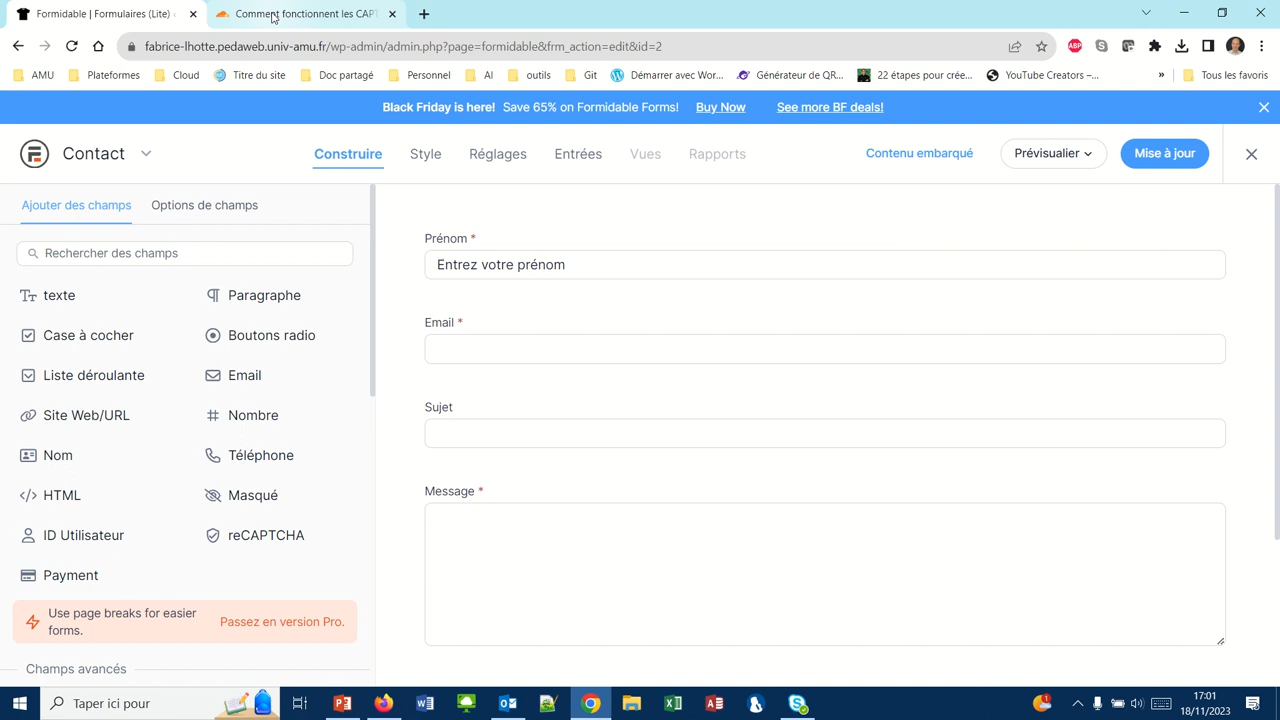 Formidable | Formulaires (Lite)
Comment fonctionnent les CAPT
fabrice-lhotte.pedaweb.univ-amu.fr/wp-admin/admin.php?page=formidable&frm_action=edit&id=2
ABP
AMU
Plateformes
Cloud
Titre du site
Doc partagé
Personnel
AI
outils
Git
Démarrer avec Wor...
Générateur de QR...
22 étapes pour crée...
YouTube Creators –...
»
Tous les favoris
Black Friday is here! Save 65% on Formidable Forms! Buy Now See more BF deals!
Contact
Construire
Style
Réglages
Entrées
Vues
Rapports
Contenu embarqué
Prévisualier
Mise à jour
Ajouter des champs
Options de champs
Rechercher des champs
texte
Paragraphe
Case à cocher
Boutons radio
Liste déroulante
Email
Site Web/URL
Nombre
Nom
Téléphone
HTML
Masqué
ID Utilisateur
reCAPTCHA
Payment
Use page breaks for easier
forms.
Passez en version Pro.
Champs avancés
Prénom *
Entrez votre prénom
Email *
Sujet
Message *
Taper ici pour
17:01
18/11/2023